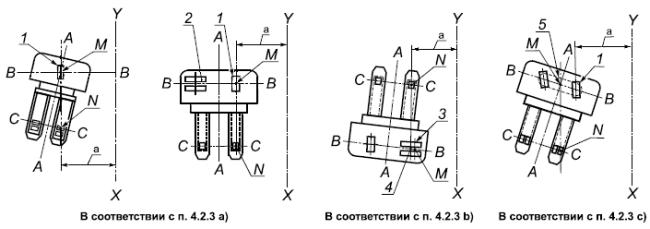 Y Y Y Y
1 A M a
2 1 a M
a N
5 a M A 1
B B B B
3
B B
N
C C A X
C C N X
B B M 4 A X
C C A N X
В соответствии с п. 4.2.3 a)
В соответствии с п. 4.2.3 b)
В соответствии с п. 4.2.3 c)